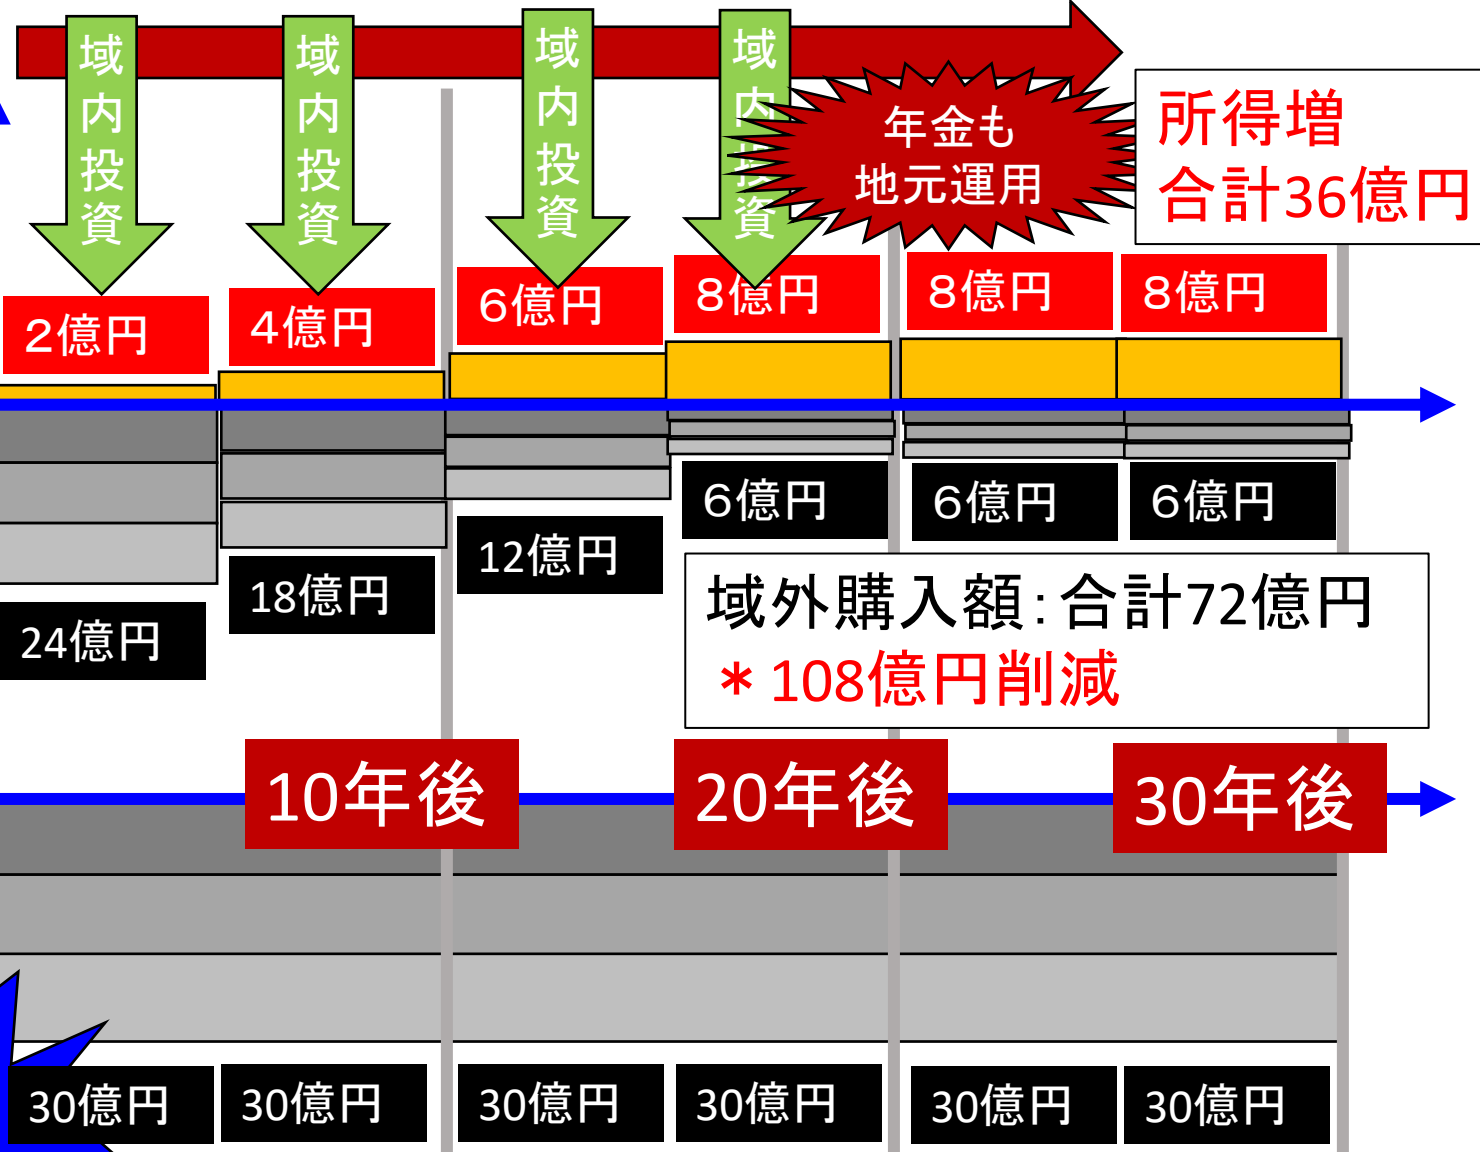 域内投資
域内投資
域内投資
域内投資
年金も
地元運用
所得増
合計36億円
２億円
４億円
６億円
８億円
８億円
８億円
24億円
18億円
12億円
６億円
６億円
６億円
域外購入額：合計72億円
＊108億円削減
10年後
20年後
30年後
30億円
30億円
30億円
30億円
30億円
30億円